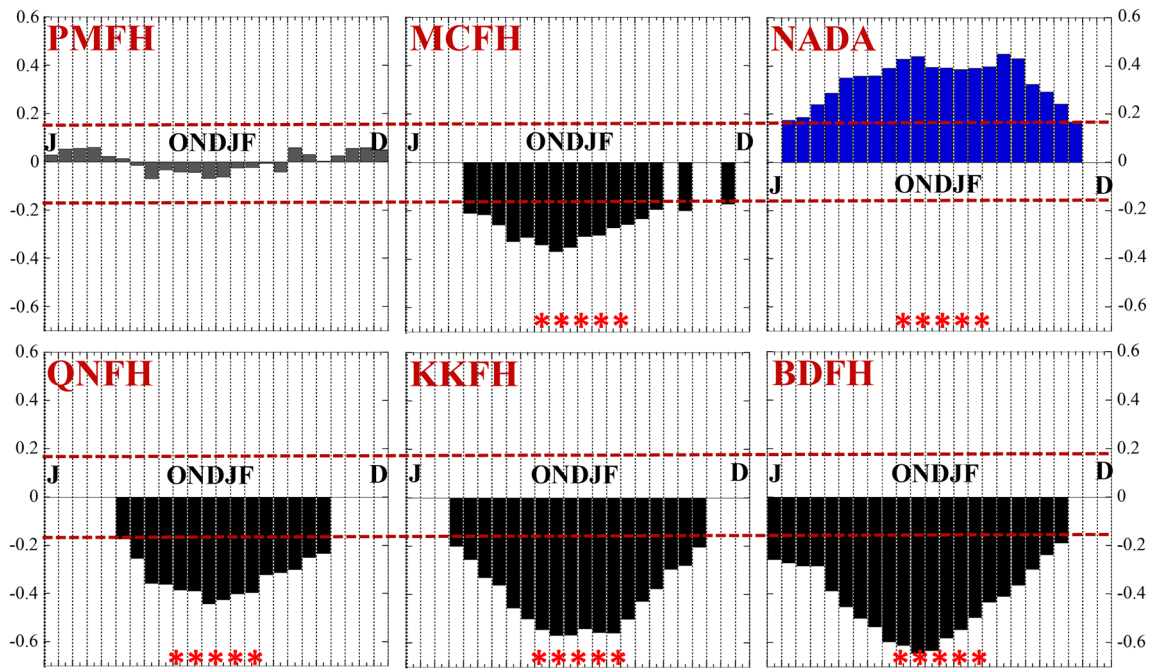 0.6 0.6
PMFH MCFH NADA
0.4 0.4
0.2 0.2
J ONDJF D J ONDJF D
0 0
J ONDJF D
-0.2 -0.2
-0.4 -0.4
-0.6 -0.6
***** *****
0.6 0.6
QNFH KKFH BDFH
0.4 0.4
0.2 0.2
J ONDJF D J ONDJF D J ONDJF D
0 0
-0.2 -0.2
-0.4 -0.4
-0.6 -0.6
***** ***** *****